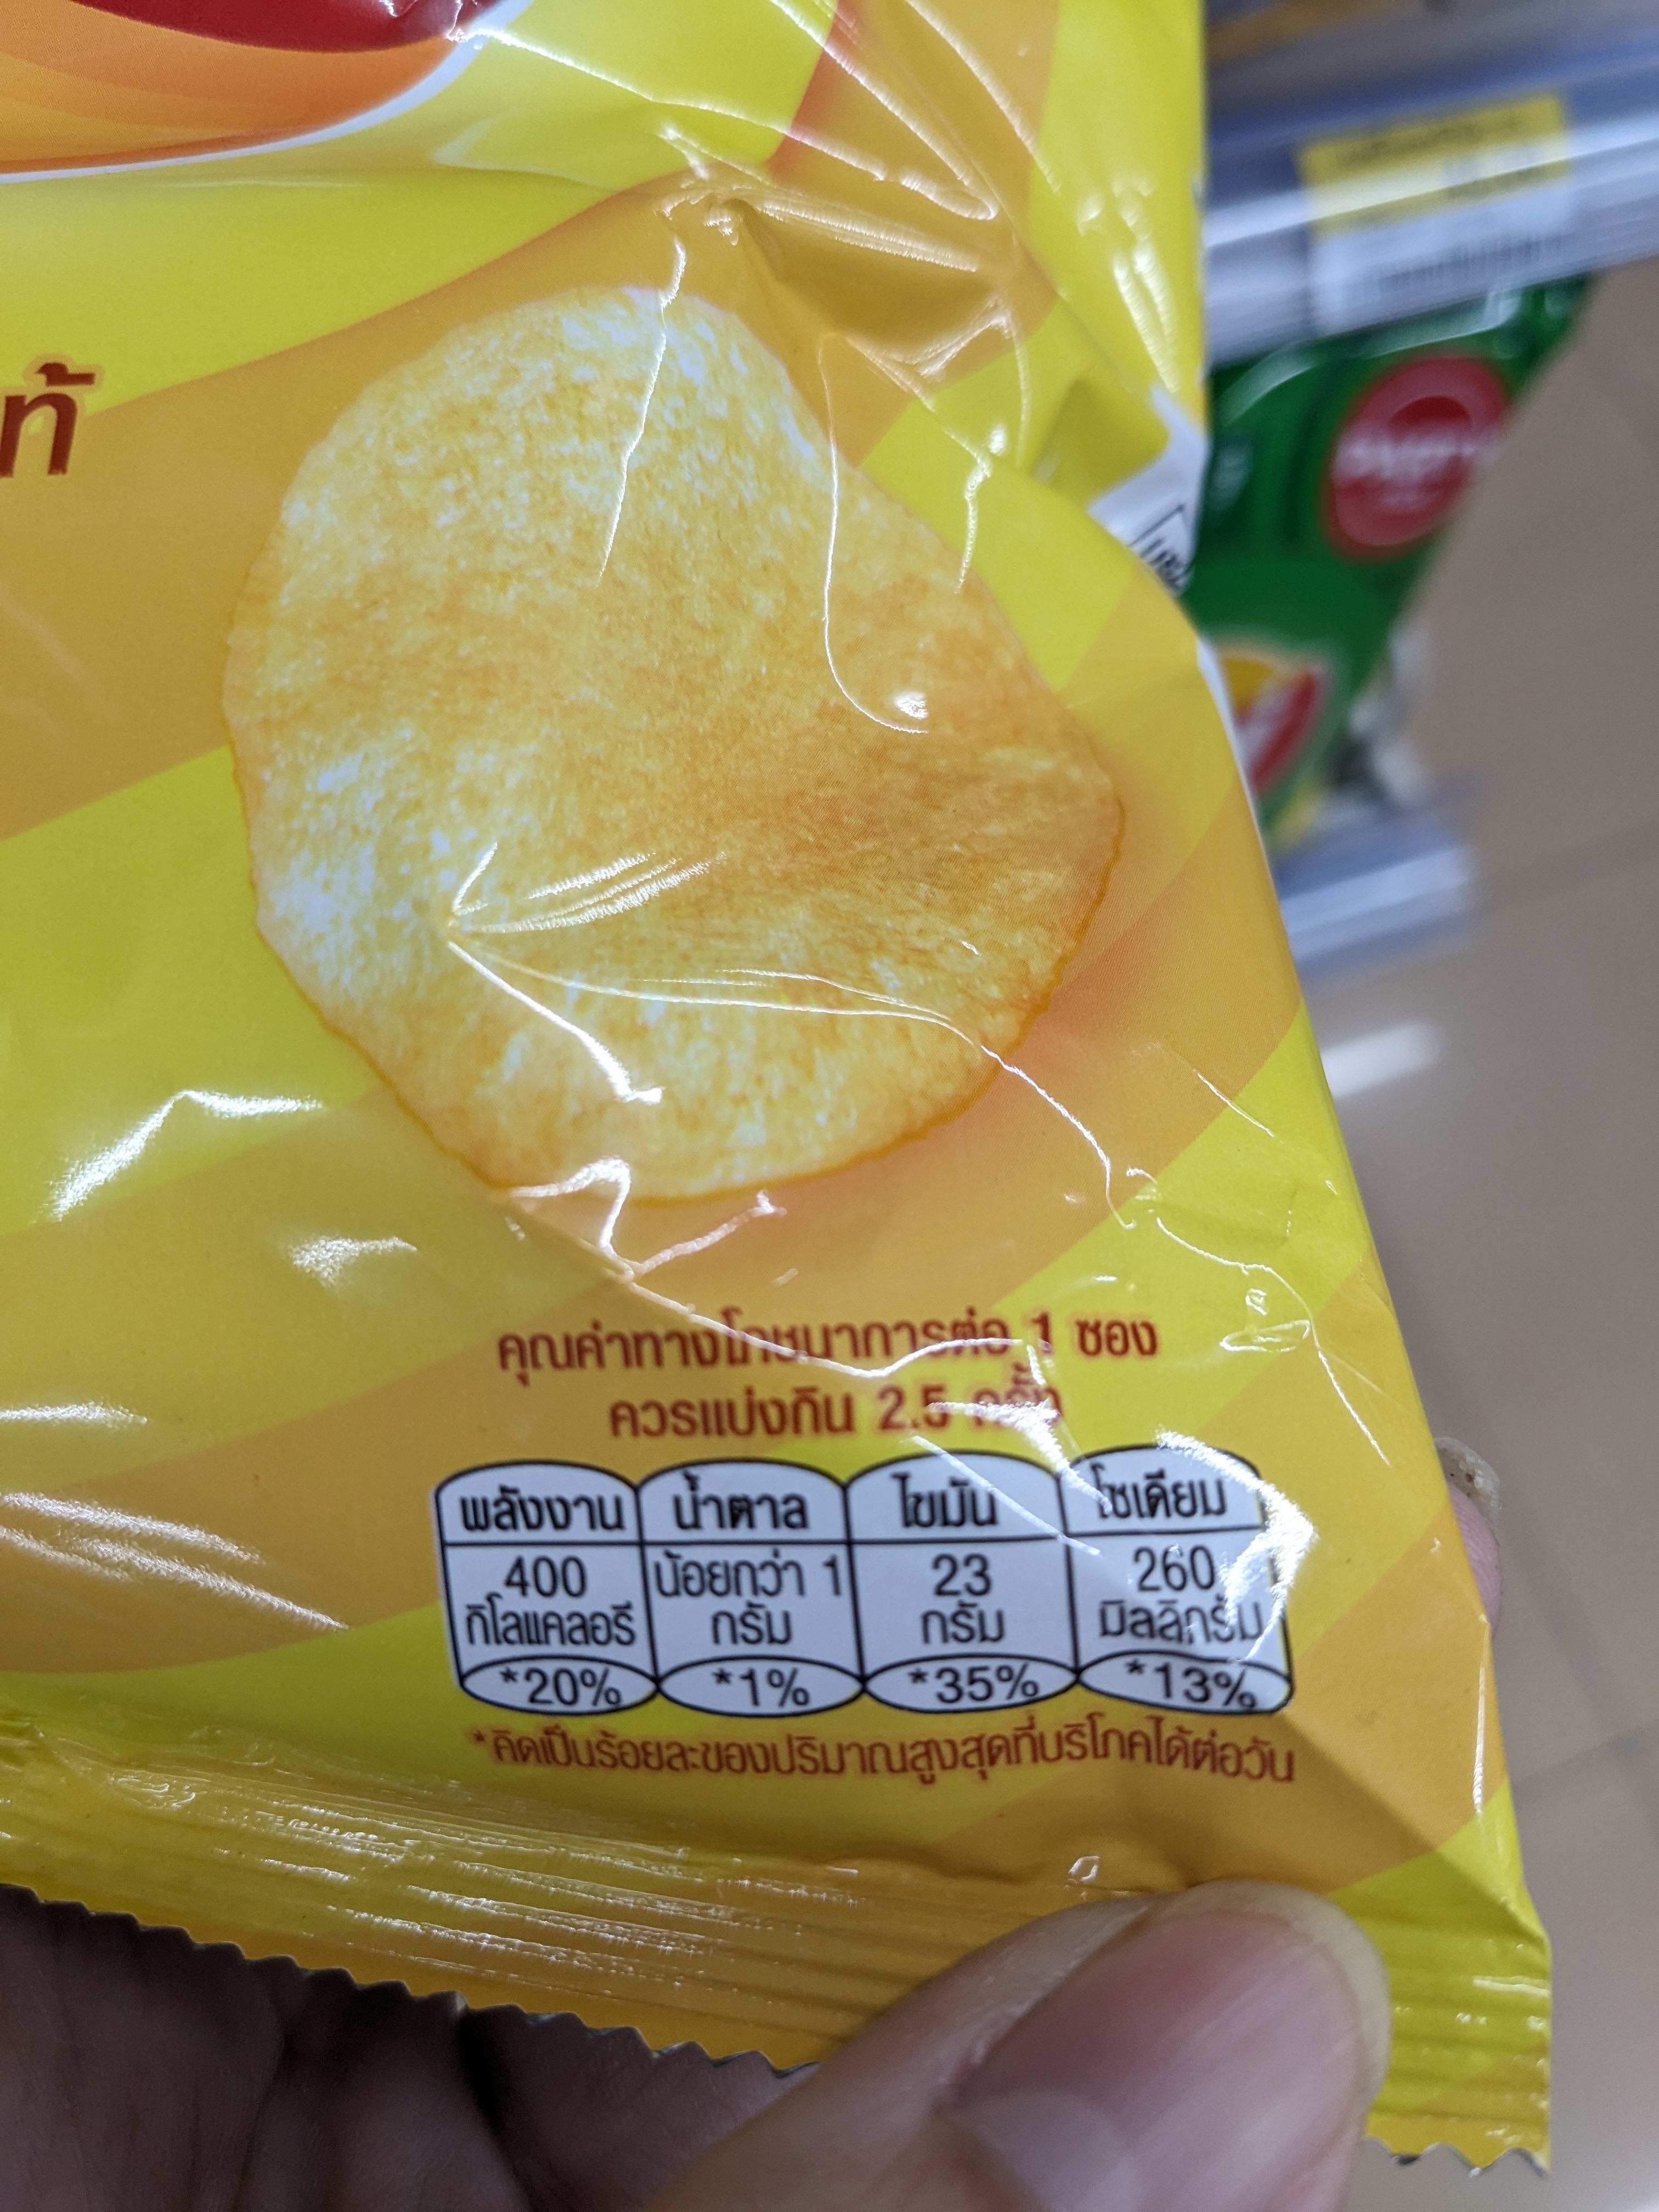 ท้
คุณค่าทางโภชนาการต่อ 1 ซอง
ควรแบ่งกิน 2.5 ครั้ง
พลังงาน น้ำตาล ไขมัน โซเดียม
400 น้อยกว่า 1 23 260
กิโลแคลอรี กรัม กรัม มิลลิกรัม
*20% *1% *35% *13%
*คิดเป็นร้อยละของปริมาณสูงสุดที่บริโภคได้ต่อวัน